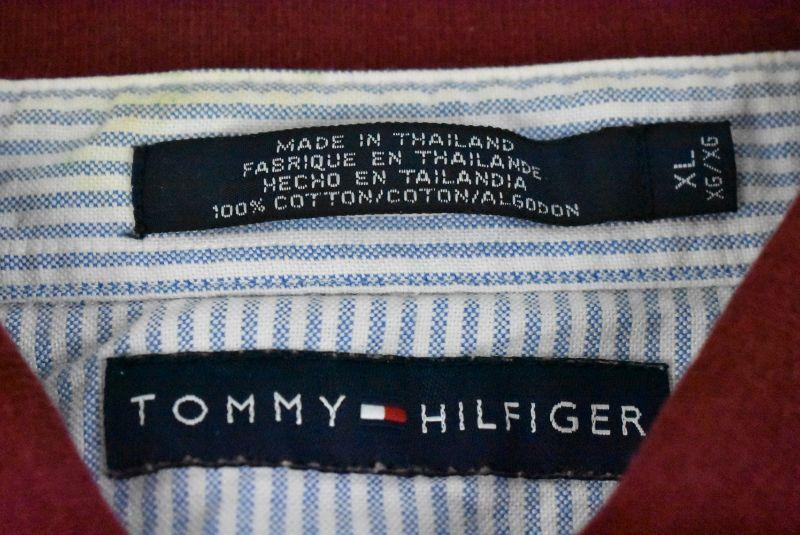 MADE IN THAILAND
FABRIQUE EN THAILANDE
HECHO EN TAILANDIA
100% COTTON/COTON/ALGODON
XL
XG/XG
TOMMY HILFIGER